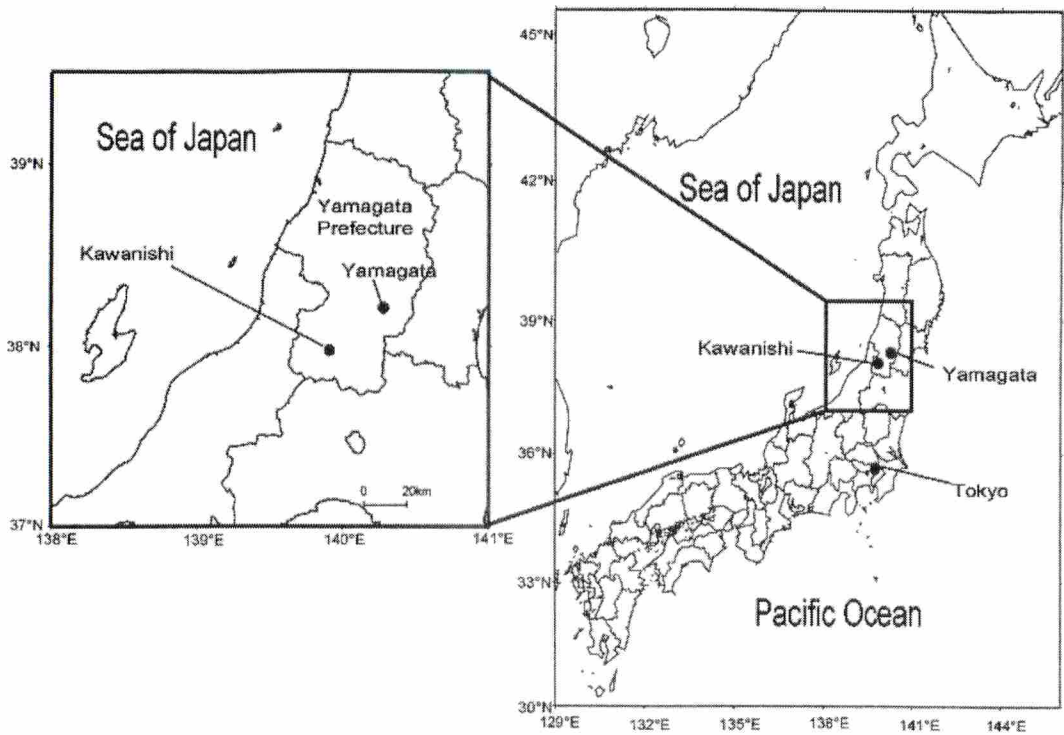 Sea of Japan
39°N
Yamagata
Prefecture
Kawanishi
Yamagata
38°N
0 20km
37°N
138°E 139°E 140°E 141°E
45°N
42°N
Sea of Japan
39°N
Kawanishi
Yamagata
36°N
Tokyo
33°N
Pacific Ocean
30°N
129°E 132°E 135°E 138°E 141°E 144°E